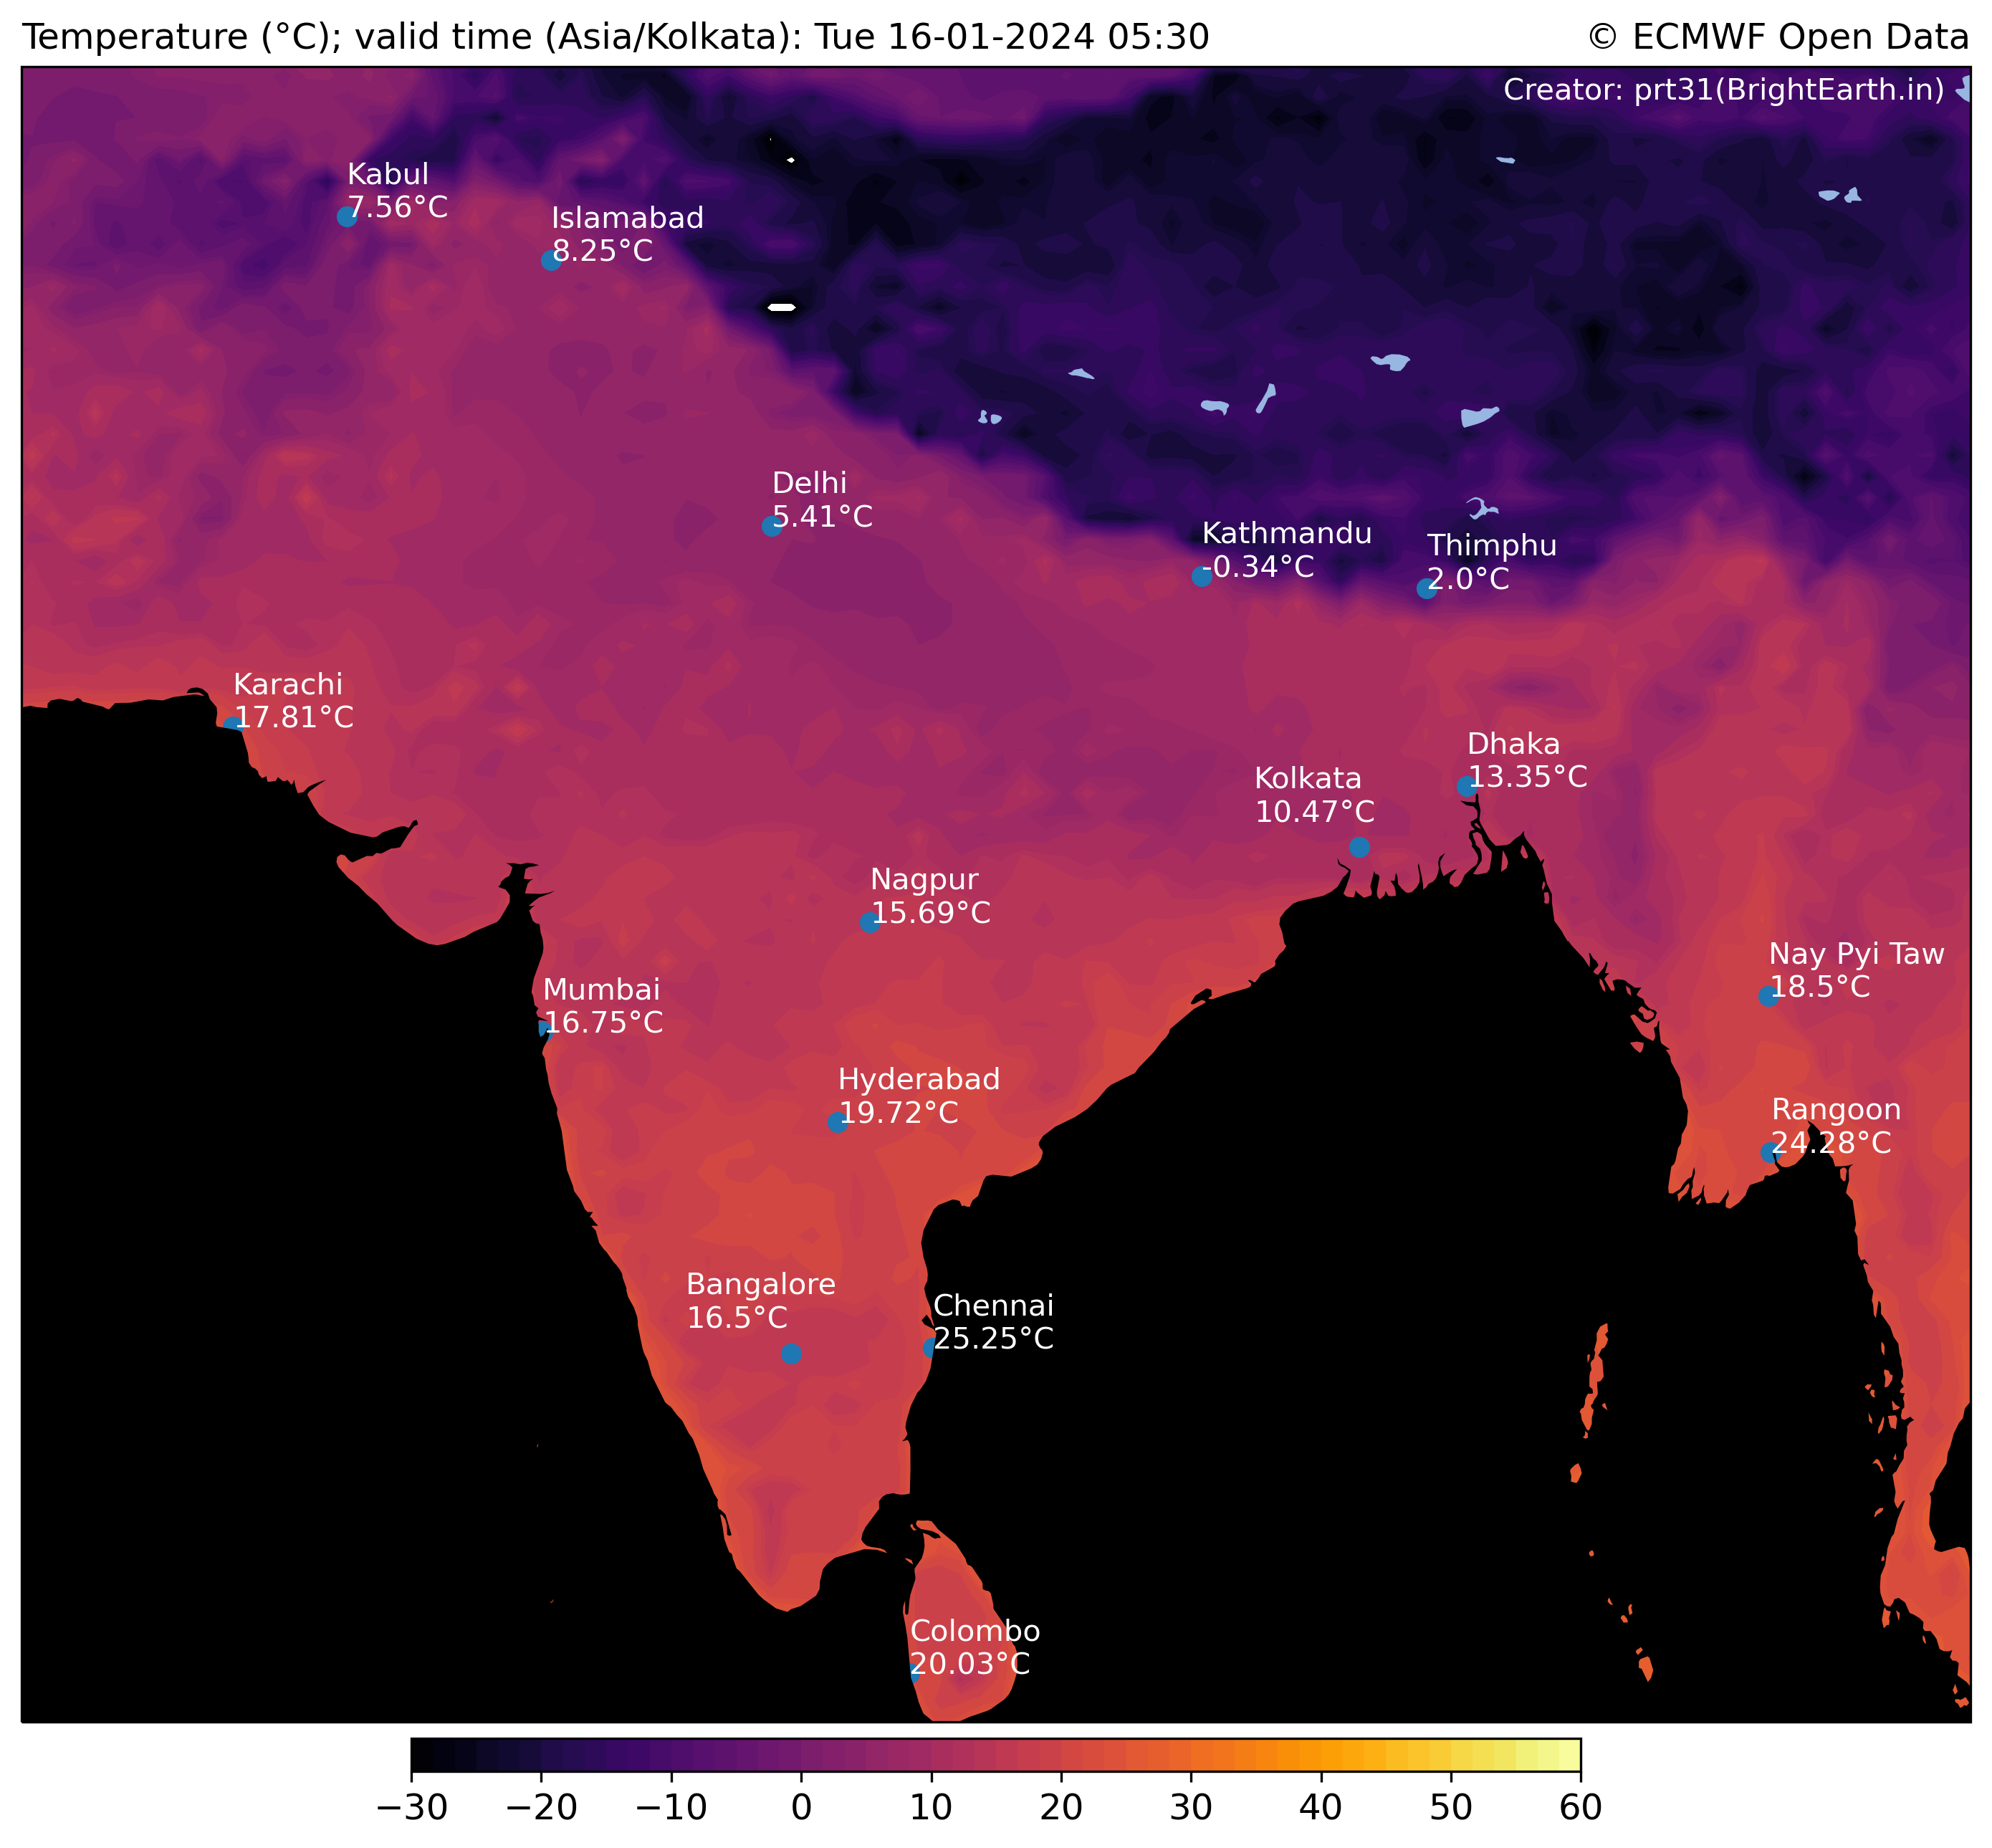 Temperature (°C); valid time (Asia/Kolkata): Tue 16-01-2024 05:30
© ECMWF Open Data
Creator: prt31(BrightEarth.in)
Kabul
7.56°C
Islamabad
8.25°C
Delhi
5.41°C
Kathmandu
-0.34°C
Thimphu
2.0°C
Karachi
17.81°C
Dhaka
13.35°C
Kolkata
10.47°C
Nagpur
15.69°C
Nay Pyi Taw
18.5°C
Mumbai
16.75°C
Hyderabad
19.72°C
Rangoon
24.28°C
Bangalore
16.5°C
Chennai
25.25°C
Colombo
20.03°C
−30 −20 −10 0 10 20 30 40 50 60